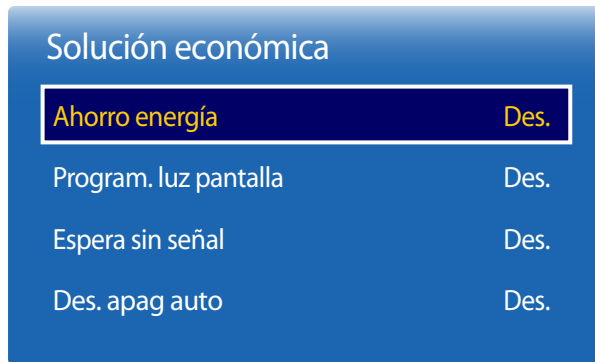 Solución económica
Ahorro energía Des.
Program. luz pantalla Des.
Espera sin señal Des.
Des. apag auto Des.